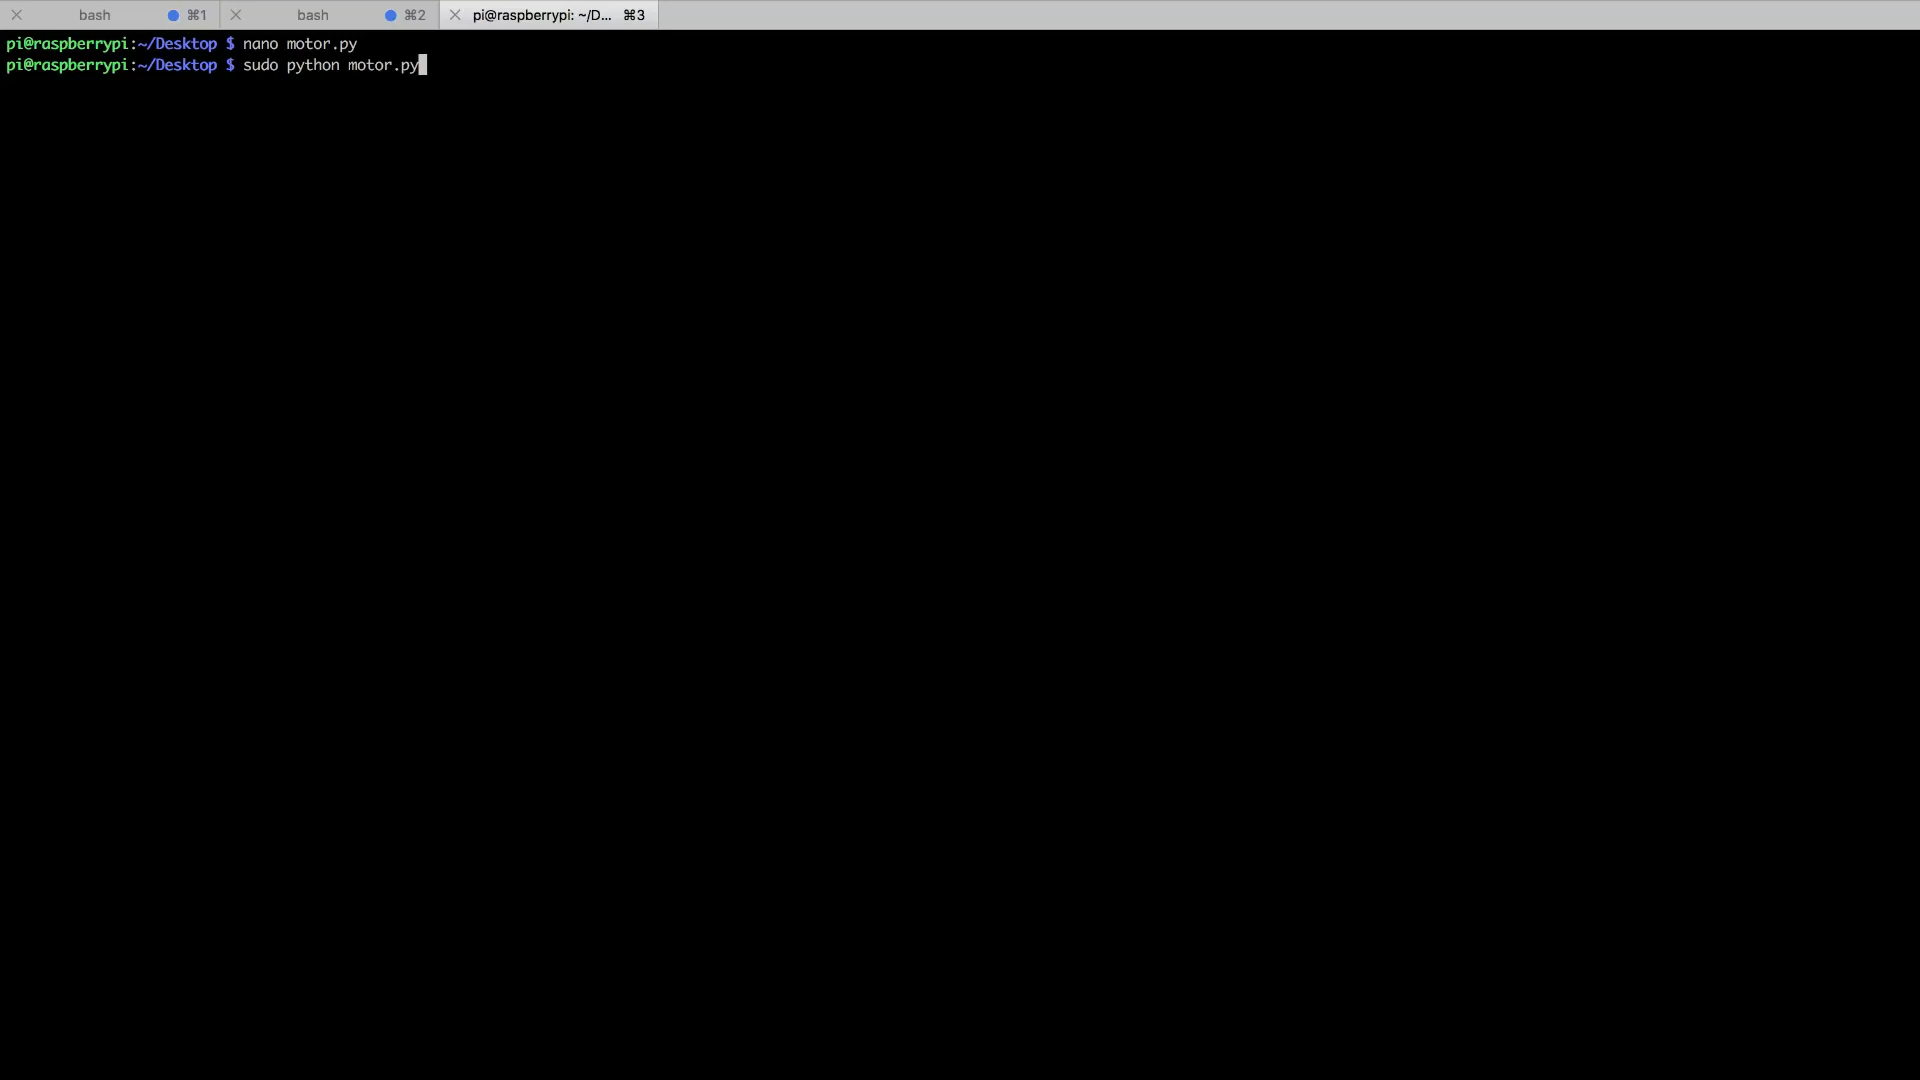 bash ⌘1 bash ⌘2 pi@raspberrypi: ~/D... ⌘3
pi@raspberrypi:~/Desktop $ nano motor.py
pi@raspberrypi:~/Desktop $ sudo python motor.py